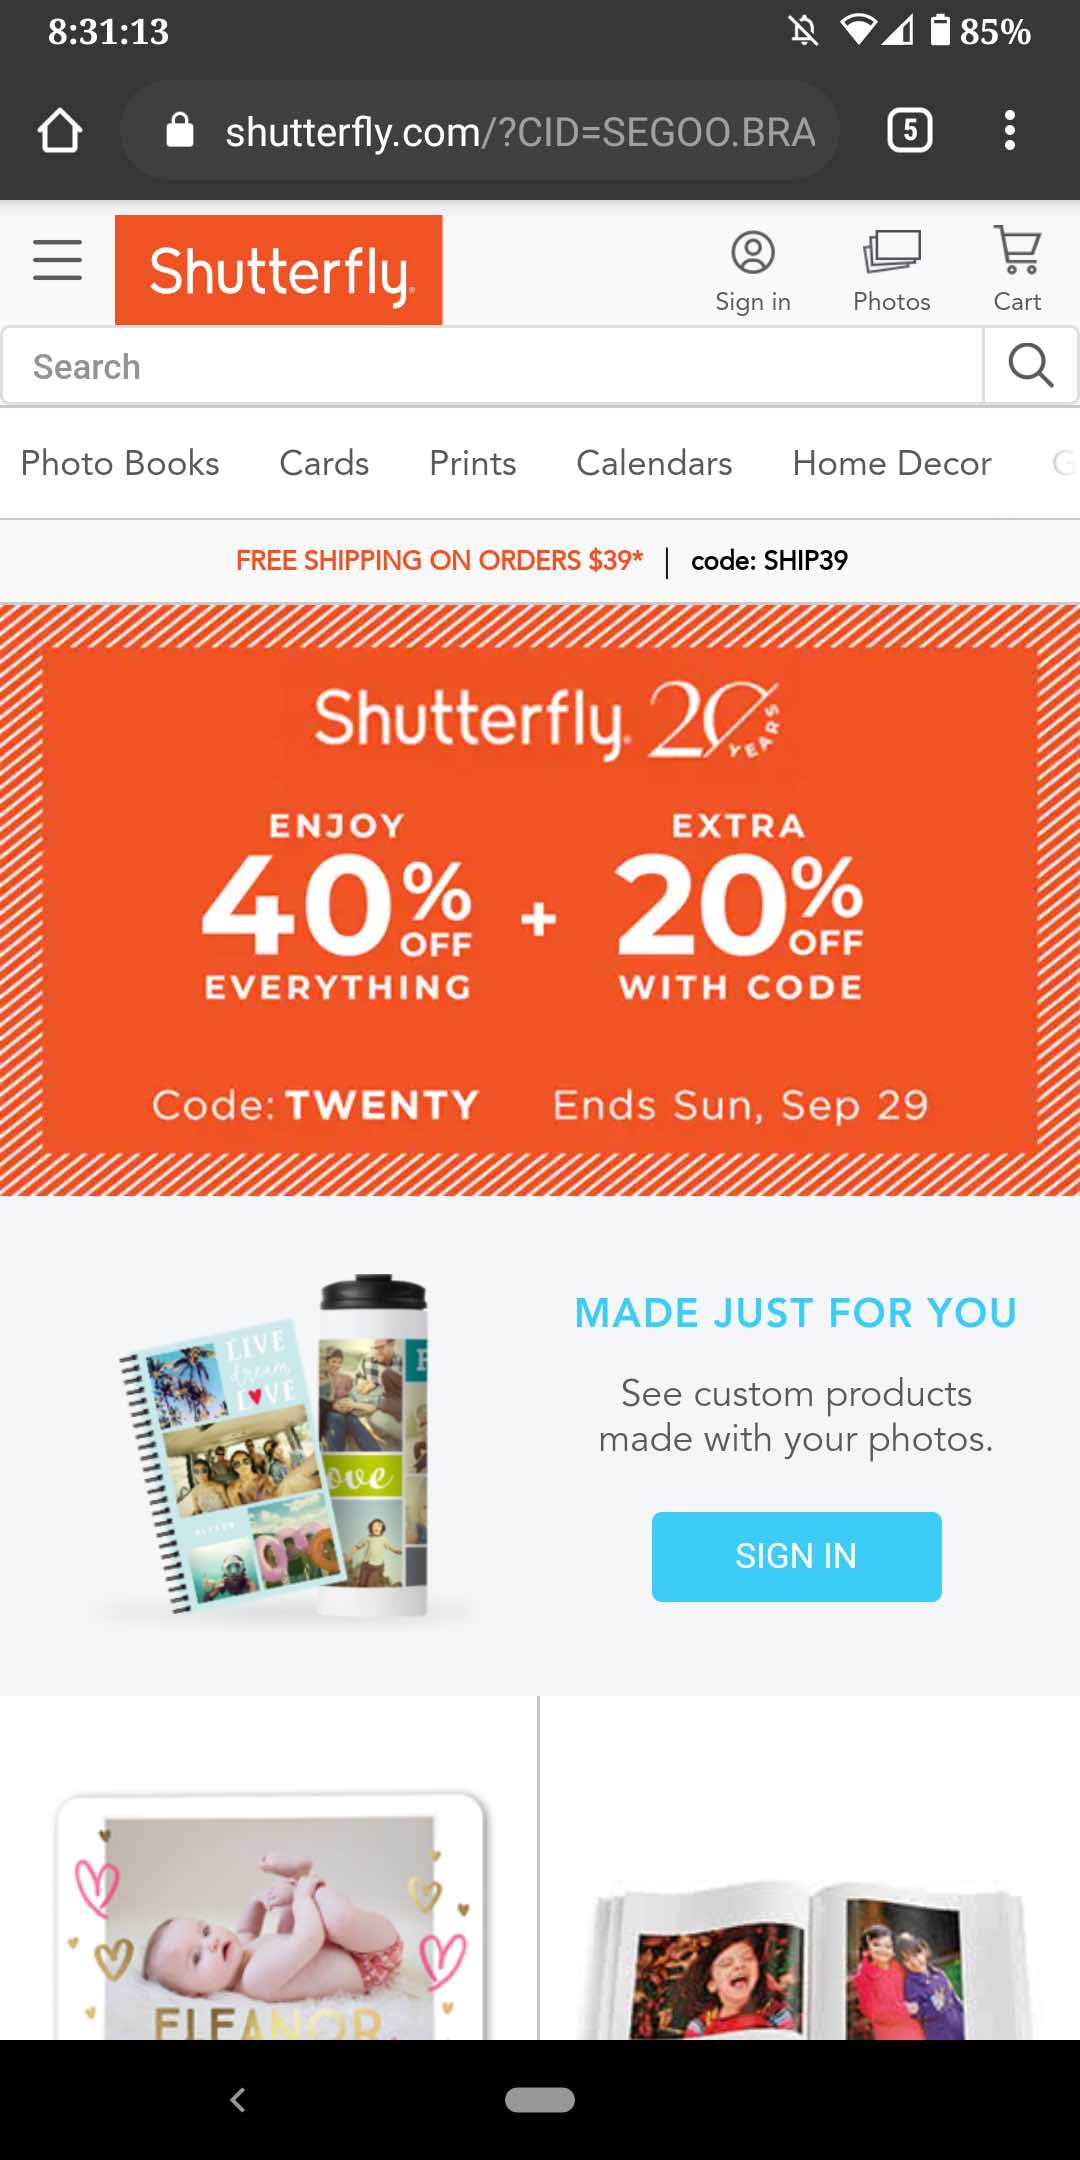 8:31:13 85%
shutterfly.com/?CID=SEGOO.BRA 5
Shutterfly
Sign in Photos Cart
Search
Photo Books Cards Prints Calendars Home Decor G
FREE SHIPPING ON ORDERS $39* | code: SHIP39
Shutterfly 20 YEARS
ENJOY EXTRA
40% OFF + 20% OFF
EVERYTHING WITH CODE
Code: TWENTY Ends Sun, Sep 29
LIVE
dream
LOVE
ove
MADE JUST FOR YOU
See custom products
made with your photos.
SIGN IN
ELEANOR